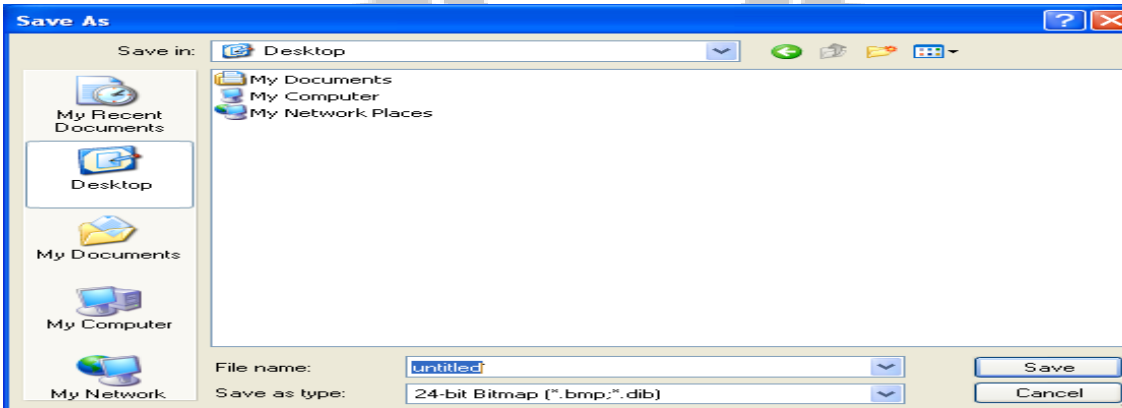 Save As
Save in:
Desktop
My Documents
My Computer
My Network Places
My Recent
Documents
Desktop
My Documents
My Computer
My Network
File name:
untitled
Save
Save as type:
24-bit Bitmap (*.bmp;*.dib)
Cancel